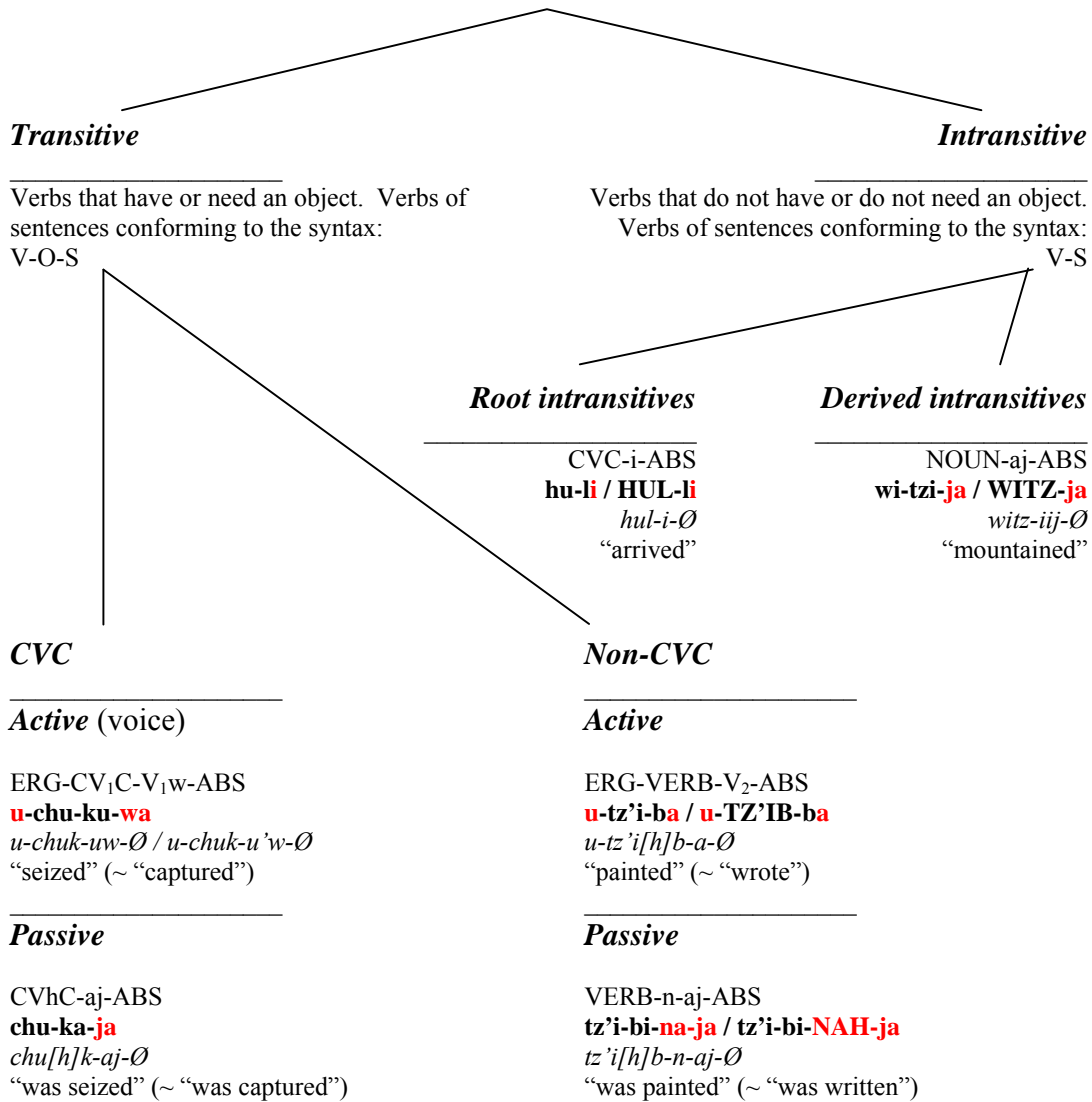 Transitive
Intransitive
Verbs that have or need an object. Verbs of
sentences conforming to the syntax:
V-O-S
Verbs that do not have or do not need an object.
Verbs of sentences conforming to the syntax:
V-S
Root intransitives
CVC-i-ABS
hu-li / HUL-li
hul-i-Ø
“arrived”
Derived intransitives
NOUN-aj-ABS
wi-tzi-ja / WITZ-ja
witz-iij-Ø
“mountained”
CVC
Active (voice)
ERG-CV₁C-V₁w-ABS
u-chu-ku-wa
u-chuk-uw-Ø / u-chuk-u’w-Ø
“seized” (~ “captured”)
Passive
CVhC-aj-ABS
chu-ka-ja
chu[h]k-aj-Ø
“was seized” (~ “was captured”)
Non-CVC
Active
ERG-VERB-V₂-ABS
u-tz’i-ba / u-TZ’IB-ba
u-tz’i[h]b-a-Ø
“painted” (~ “wrote”)
Passive
VERB-n-aj-ABS
tz’i-bi-na-ja / tz’i-bi-NAH-ja
tz’i[h]b-n-aj-Ø
“was painted” (~ “was written”)